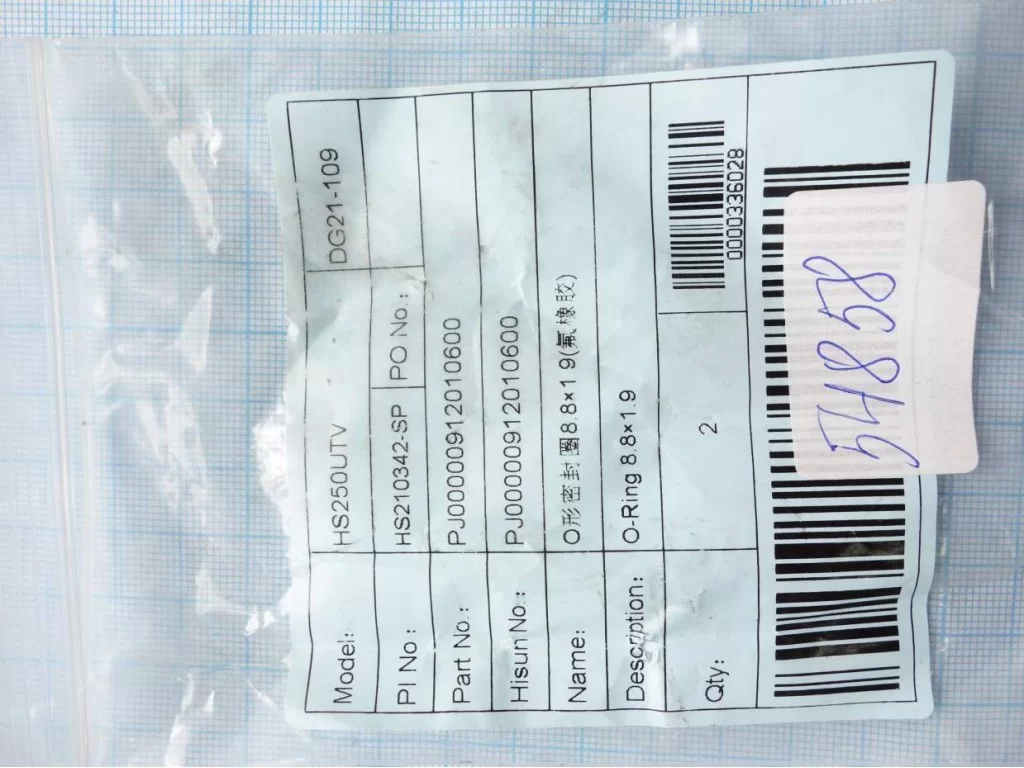 Model: HS250UTV DG21-109
PI No: HS210342-SP PO No.:
Part No.: PJ0000912010600
Hisun No.: PJ0000912010600
Name: O形密封圈8.8×1 9(氟橡胶)
Description: O-Ring 8.8×1.9
Qty: 2
0000336028